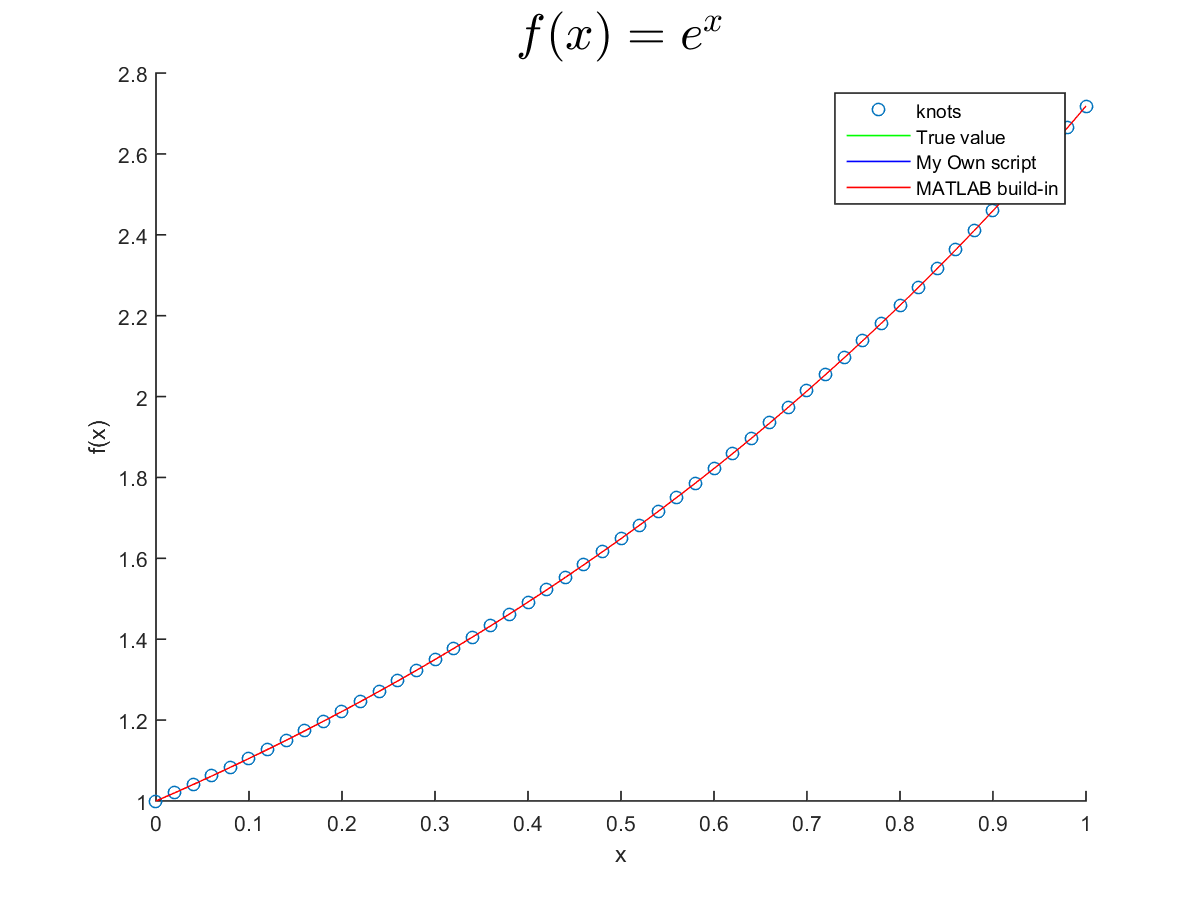 f(x) = e^x
2.8
2.6
2.4
2.2
2
1.8
1.6
1.4
1.2
1
f(x)
knots
True value
My Own script
MATLAB build-in
0 0.1 0.2 0.3 0.4 0.5 0.6 0.7 0.8 0.9 1
x